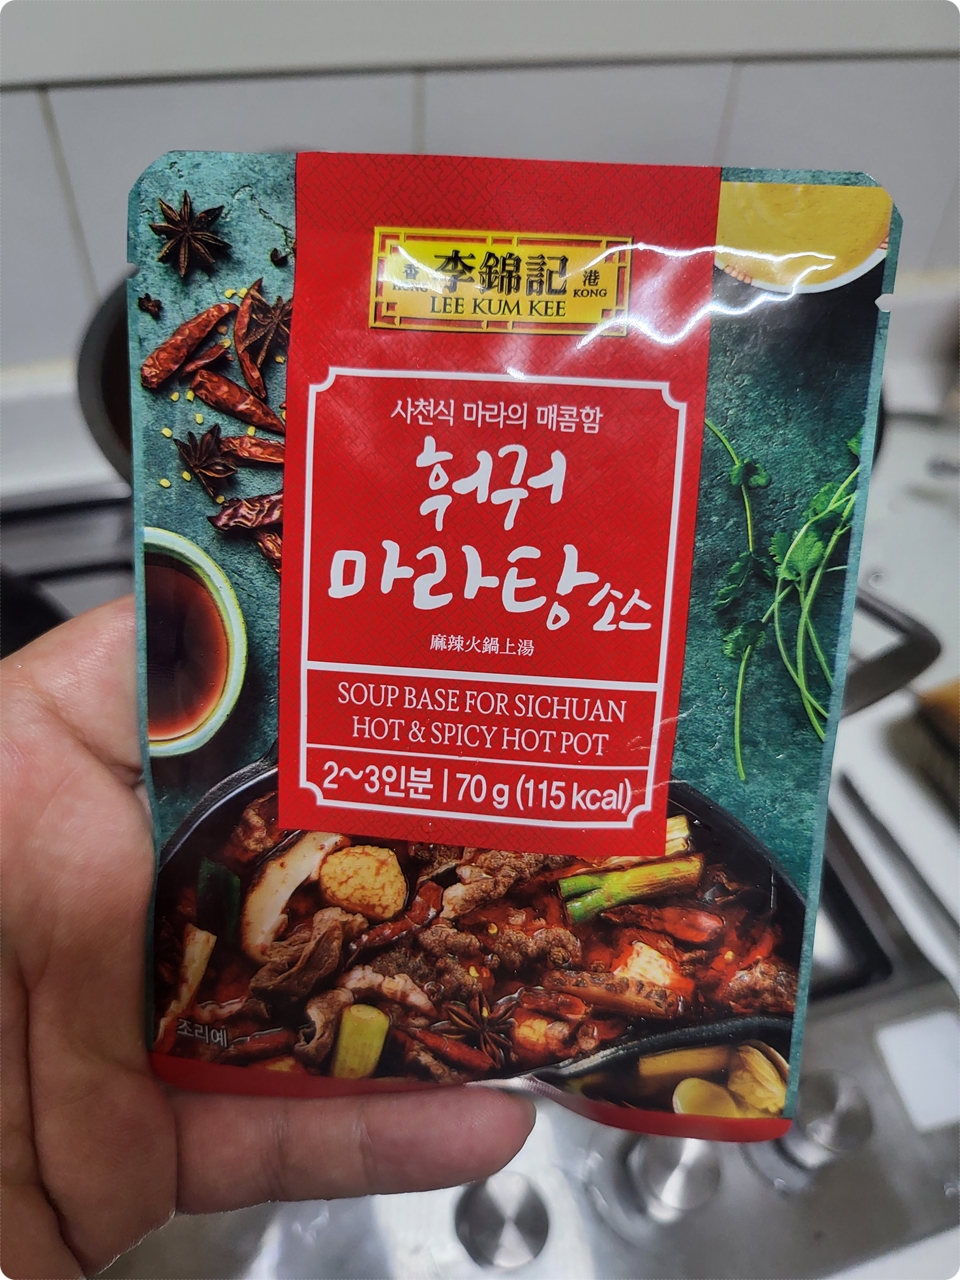 香 李錦記 港
HONG KONG
LEE KUM KEE
사천식 마라의 매콤함
훠궈
마라탕소스
麻辣火鍋上湯
SOUP BASE FOR SICHUAN
HOT & SPICY HOT POT
2~3인분 | 70 g (115 kcal)
조리예